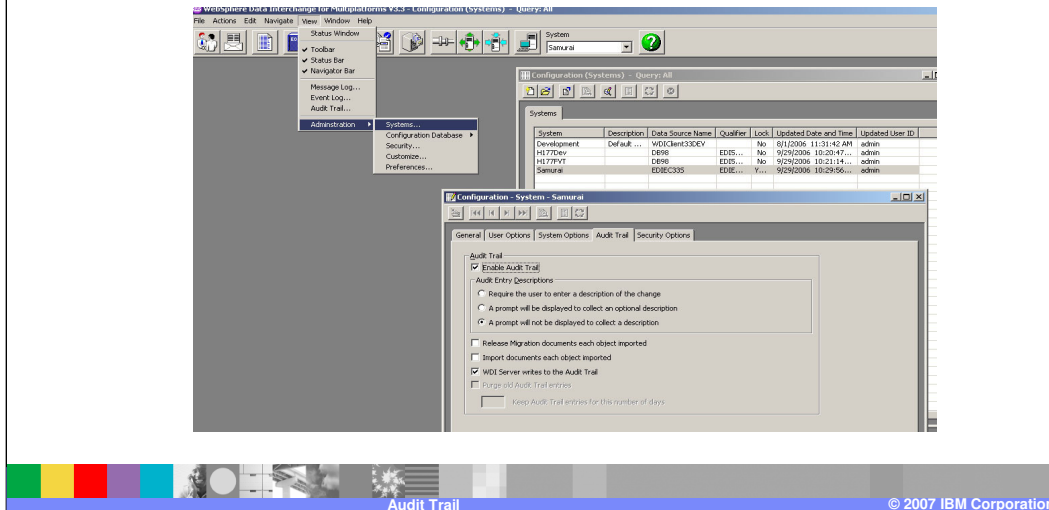 WebSphere Data Interchange for Multiplatforms V3.3 - Configuration (Systems) - Query: All
File Actions Edit Navigate View Window Help
Status Window
Toolbar
Status Bar
Navigator Bar
Message Log...
Event Log...
Audit Trail...
Adminstration
Systems...
Configuration Database
Security...
Customize...
Preferences...
System
Samurai
Configuration (Systems) - Query: All
Systems
System Description Data Source Name Qualifier Lock Updated Date and Time Updated User ID
Development Default ... WDIClient33DEV No 8/1/2006 11:31:42 AM admin
H177Dev DB98 EDI5... No 9/29/2006 10:20:47... admin
H177FVT DB98 EDI5... No 9/29/2006 10:21:14... admin
Samurai EDIEC33S EDIE... Y... 9/29/2006 10:29:56... admin
Configuration - System - Samurai
General User Options System Options Audit Trail Security Options
Audit Trail
Enable Audit Trail
Audit Entry Descriptions
Require the user to enter a description of the change
A prompt will be displayed to collect an optional description
A prompt will not be displayed to collect a description
Release Migration documents each object imported
Import documents each object imported
WDI Server writes to the Audit Trail
Purge old Audit Trail entries
Keep Audit Trail entries for this number of days
Audit Trail
© 2007 IBM Corporation